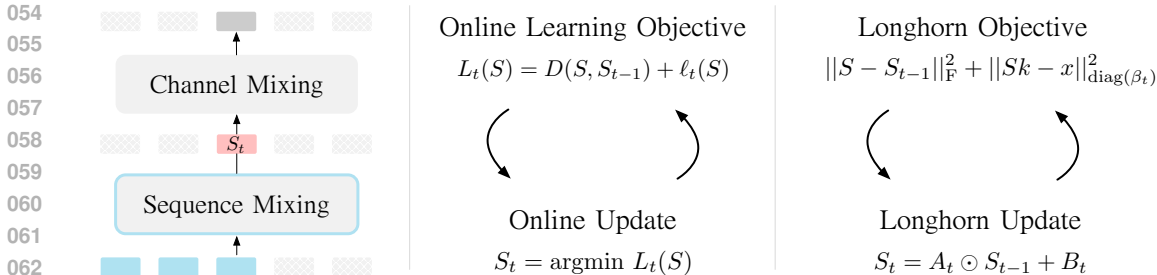 054
055
056
057
058
059
060
061
062
Channel Mixing
S_t
Sequence Mixing
Online Learning Objective
L_t(S) = D(S, S_{t-1}) + ℓ_t(S)
Online Update
S_t = argmin L_t(S)
Longhorn Objective
||S − S_{t-1}||²_F + ||Sk − x||²_{diag(β_t)}
Longhorn Update
S_t = A_t ⊙ S_{t-1} + B_t